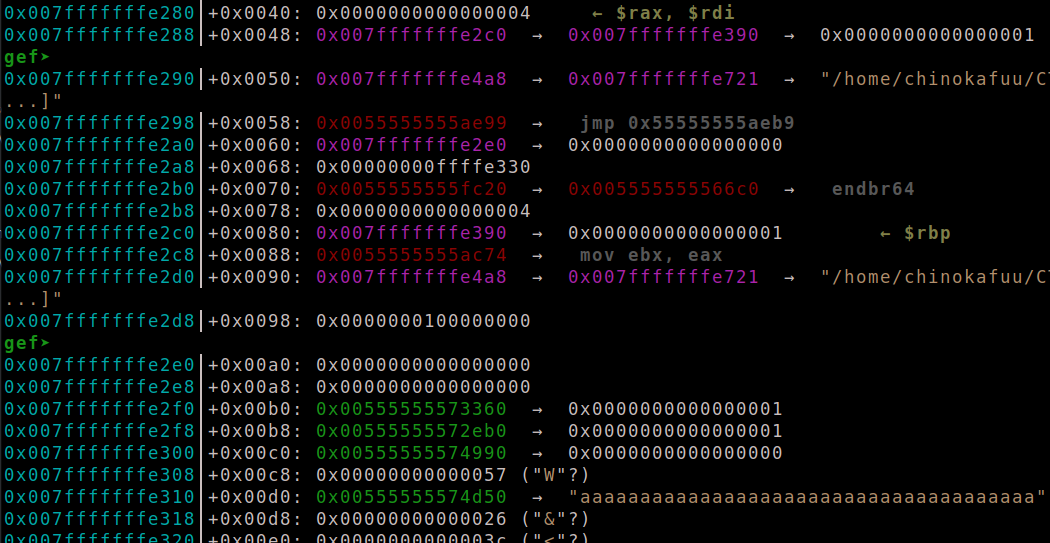 0x007fffffffe280│+0x0040: 0x0000000000000004   ← $rax, $rdi
0x007fffffffe288│+0x0048: 0x007fffffffe2c0  →  0x007fffffffe390  →  0x0000000000000001
gef➤
0x007fffffffe290│+0x0050: 0x007fffffffe4a8  →  0x007fffffffe721  →  "/home/chinokafuu/C
...]"
0x007fffffffe298│+0x0058: 0x0055555555ae99  →   jmp 0x55555555aeb9
0x007fffffffe2a0│+0x0060: 0x007fffffffe2e0  →  0x0000000000000000
0x007fffffffe2a8│+0x0068: 0x00000000ffffe330
0x007fffffffe2b0│+0x0070: 0x0055555555fc20  →  0x005555555566c0  →   endbr64
0x007fffffffe2b8│+0x0078: 0x0000000000000004
0x007fffffffe2c0│+0x0080: 0x007fffffffe390  →  0x0000000000000001   ← $rbp
0x007fffffffe2c8│+0x0088: 0x0055555555ac74  →   mov ebx, eax
0x007fffffffe2d0│+0x0090: 0x007fffffffe4a8  →  0x007fffffffe721  →  "/home/chinokafuu/C
...]"
0x007fffffffe2d8│+0x0098: 0x0000000100000000
gef➤
0x007fffffffe2e0│+0x00a0: 0x0000000000000000
0x007fffffffe2e8│+0x00a8: 0x0000000000000000
0x007fffffffe2f0│+0x00b0: 0x00555555573360  →  0x0000000000000001
0x007fffffffe2f8│+0x00b8: 0x00555555572eb0  →  0x0000000000000001
0x007fffffffe300│+0x00c0: 0x00555555574990  →  0x0000000000000000
0x007fffffffe308│+0x00c8: 0x00000000000057 ("W"?)
0x007fffffffe310│+0x00d0: 0x00555555574d50  →  "aaaaaaaaaaaaaaaaaaaaaaaaaaaaaaaaaaaaaa"
0x007fffffffe318│+0x00d8: 0x00000000000026 ("&"?)
0x007fffffffe320│+0x00e0: 0x0000000000003c ("<"?)